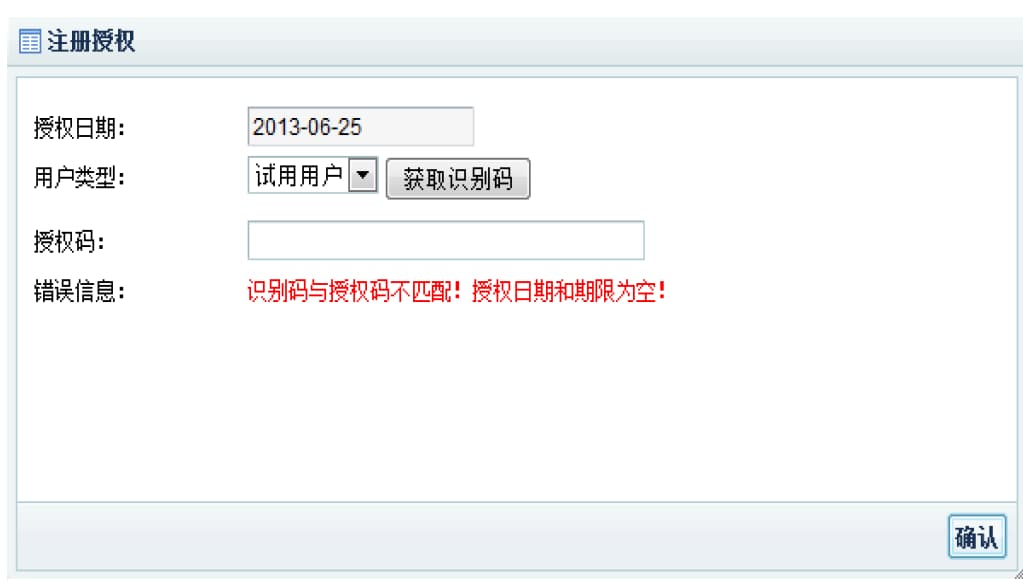 注册授权
授权日期： 2013-06-25
用户类型： 试用用户 获取识别码
授权码：
错误信息： 识别码与授权码不匹配！授权日期和期限为空！
确认